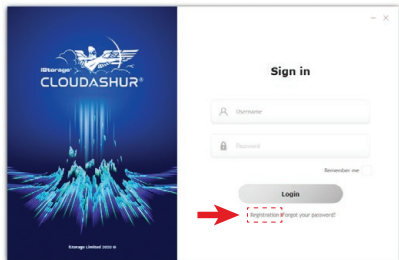 iStorage
CLOUDASHUR®
iStorage Limited 2020 ©
Sign in
Username
Password
Remember me
Login
Registration Forgot your password?